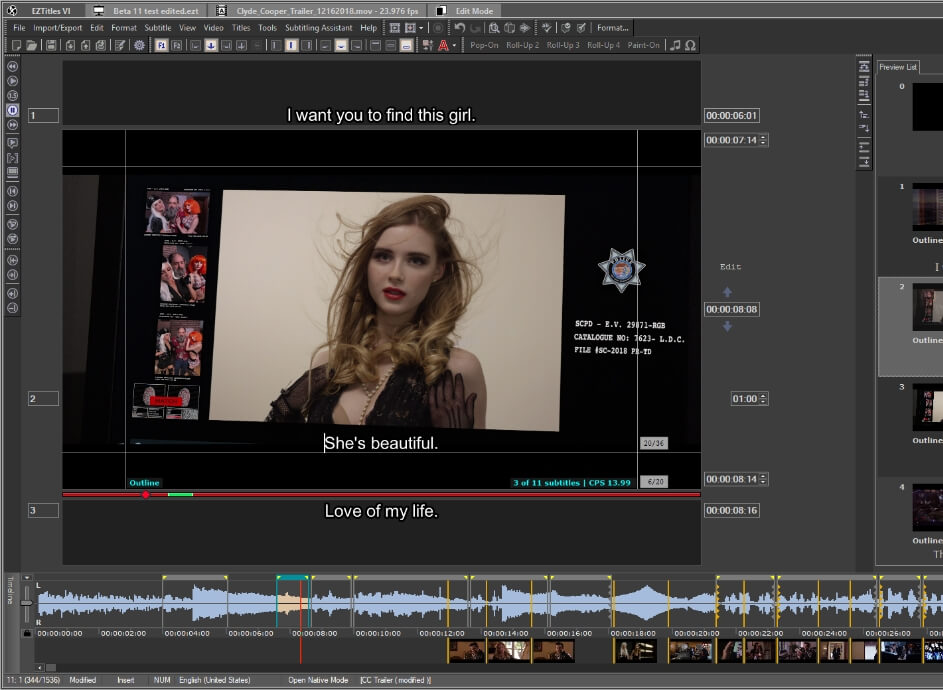 EZTitles VI
Beta 11 test edited.ezt
Clyde_Cooper_Trailer_12162018.mov - 23.976 fps
Edit Mode
File Import/Export Edit Format Subtitle View Video Titles Tools Subtitling Assistant Help
Format...
F1 F2
Pop-On Roll-Up 2 Roll-Up 3 Roll-Up 4 Paint-On
Preview List
0
1
I want you to find this girl.
00:00:06:01
00:00:07:14
1
Outline
I
Edit
2
00:00:08:08
Outline
SCPD - E.V. 29871-RGB
CATALOGUE NO: 7623- L.D.C.
FILE #SC-2018 PR-TD
MATCH
2
01:00
3
She's beautiful.
20/36
Outline
Outline
3 of 11 subtitles | CPS 13.99
6/20
00:00:08:14
4
3
Love of my life.
00:00:08:16
Outline
Th
Timeline
L
R
00:00:00:00 00:00:02:00 00:00:04:00 00:00:06:00 00:00:08:00 00:00:10:00 00:00:12:00 00:00:14:00 00:00:16:00 00:00:18:00 00:00:20:00 00:00:22:00 00:00:24:00 00:00:26:00
11: 1 (344/1536) Modified Insert NUM English (United States) Open Native Mode [CC Trailer ( modified )]